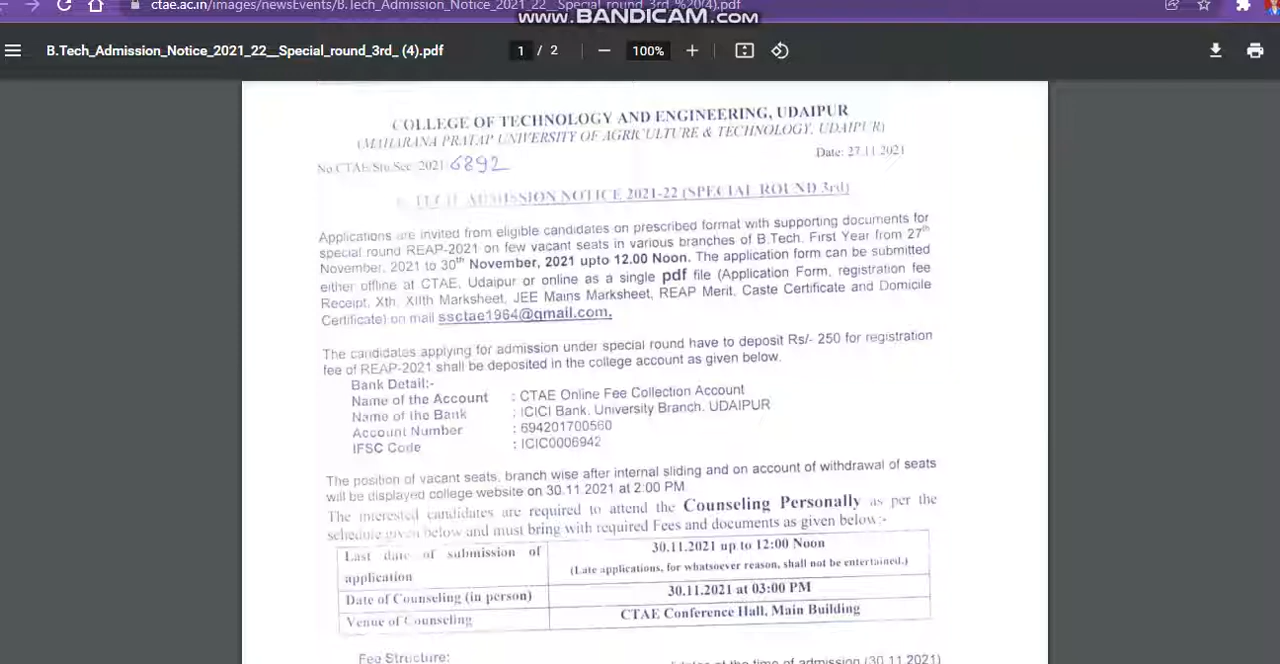 ctae.ac.in/images/newsEvents/B.Tech_Admission_Notice_2021_22__Special_round_3rd_%20(4).pdf
www.BANDICAM.com
B.Tech_Admission_Notice_2021_22__Special_round_3rd_ (4).pdf
1 / 2
100%
COLLEGE OF TECHNOLOGY AND ENGINEERING, UDAIPUR
(MAHARANA PRATAP UNIVERSITY OF AGRICULTURE & TECHNOLOGY, UDAIPUR)
No.CTAE/Stu.Sec/2021/6892
Date: 27.11.2021
B.TECH ADMISSION NOTICE 2021-22 (SPECIAL ROUND 3rd)
Applications are invited from eligible candidates on prescribed format with supporting documents for
special round REAP-2021 on few vacant seats in various branches of B.Tech. First Year from 27th
November, 2021 to 30th November, 2021 upto 12.00 Noon. The application form can be submitted
either offline at CTAE, Udaipur or online as a single pdf file (Application Form, registration fee
Receipt, Xth, XIIth Marksheet, JEE Mains Marksheet, REAP Merit, Caste Certificate and Domicile
Certificate) on mail ssctae1964@gmail.com.
The candidates applying for admission under special round have to deposit Rs/- 250 for registration
fee of REAP-2021 shall be deposited in the college account as given below.
Bank Detail:-
Name of the Account : CTAE Online Fee Collection Account
Name of the Bank : ICICI Bank, University Branch, UDAIPUR
Account Number : 694201700560
IFSC Code : ICIC0006942
The position of vacant seats, branch wise after internal sliding and on account of withdrawal of seats
will be displayed college website on 30.11.2021 at 2:00 PM
The interested candidates are required to attend the Counseling Personally as per the
schedule given below and must bring with required Fees and documents as given below:-
Last date of submission of application
30.11.2021 up to 12:00 Noon
(Late applications, for whatsoever reason, shall not be entertained.)
Date of Counseling (in person)
30.11.2021 at 03:00 PM
Venue of Counseling
CTAE Conference Hall, Main Building
Fee Structure:
at the time of admission (30.11.2021)